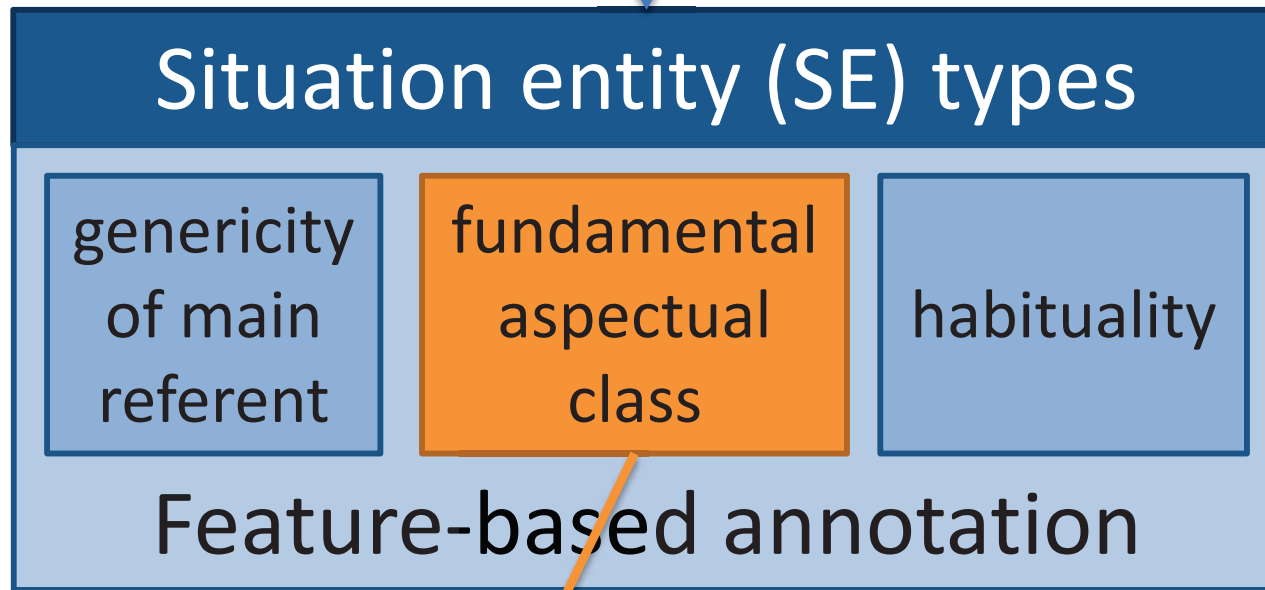 Situation entity (SE) types
genericity
of main
referent
fundamental
aspectual
class
habituality
Feature-based annotation